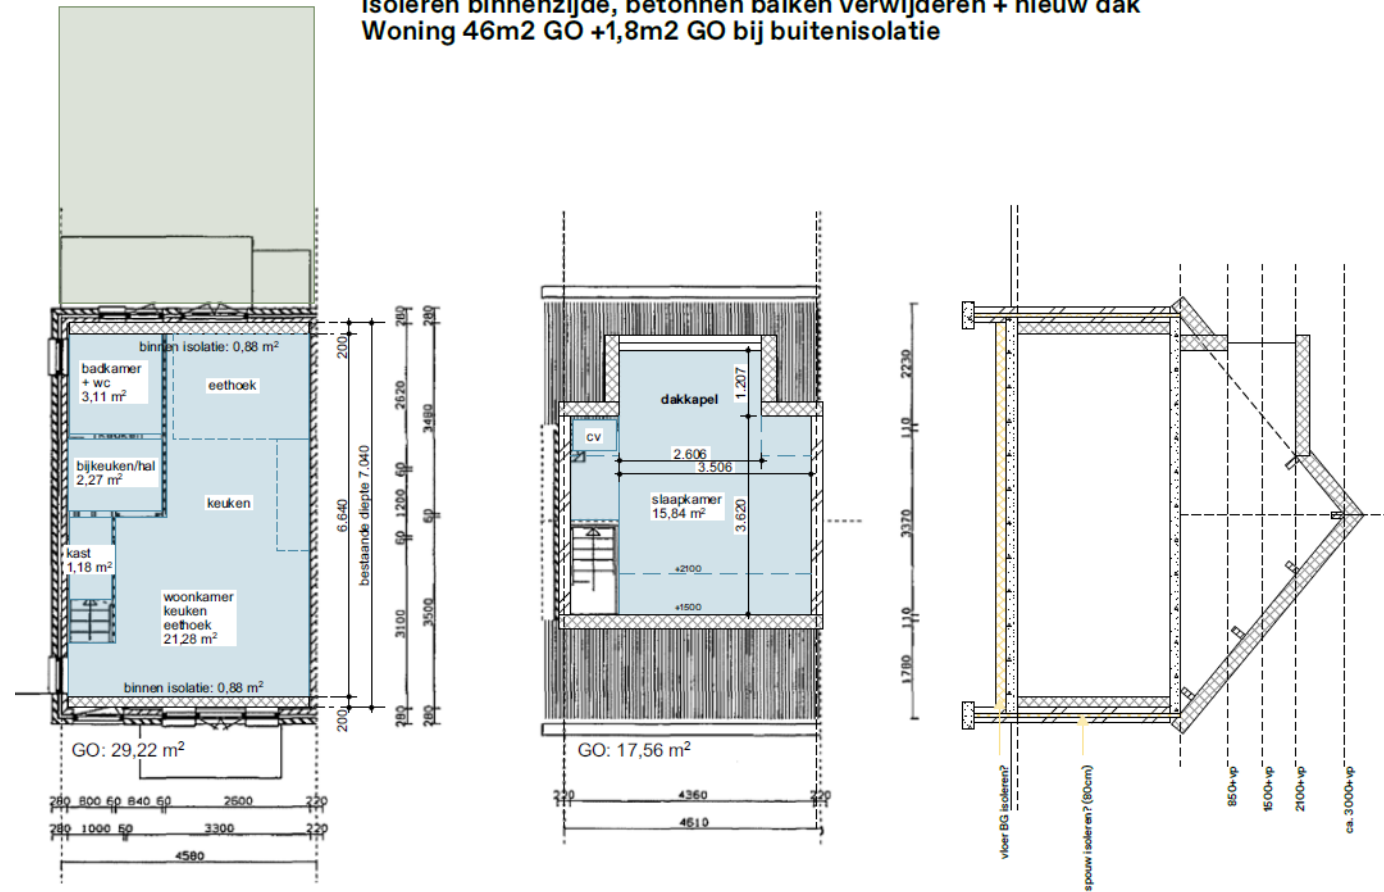 Isoleren binnenzijde, betonnen balken verwijderen + nieuw dak
Woning 46m2 GO +1,8m2 GO bij buitenisolatie
binnen isolatie: 0,88 m²
badkamer
+ wc
3,11 m²
eethoek
bijkeuken/hal
2,27 m²
keuken
kast
1,18 m²
woonkamer
keuken
eethoek
21,28 m²
binnen isolatie: 0,88 m²
GO: 29,22 m²
200
6.640
200
bestaande diepte 7.040
280
2620
60
1200
60
3100
280
280
3480
60
3500
280
280 800 60 840 60 2600 220
280 1000 60 3300 220
4580
dakkapel
1.207
cv
2.606
3.506
slaapkamer
15,84 m²
3.620
+2100
+1500
GO: 17,56 m²
220 4360 220
4610
2230
110
3370
110
1780
vloer BG isoleren?
spouw isoleren? (80cm)
850+vp
1500+vp
2100+vp
ca. 3000+vp